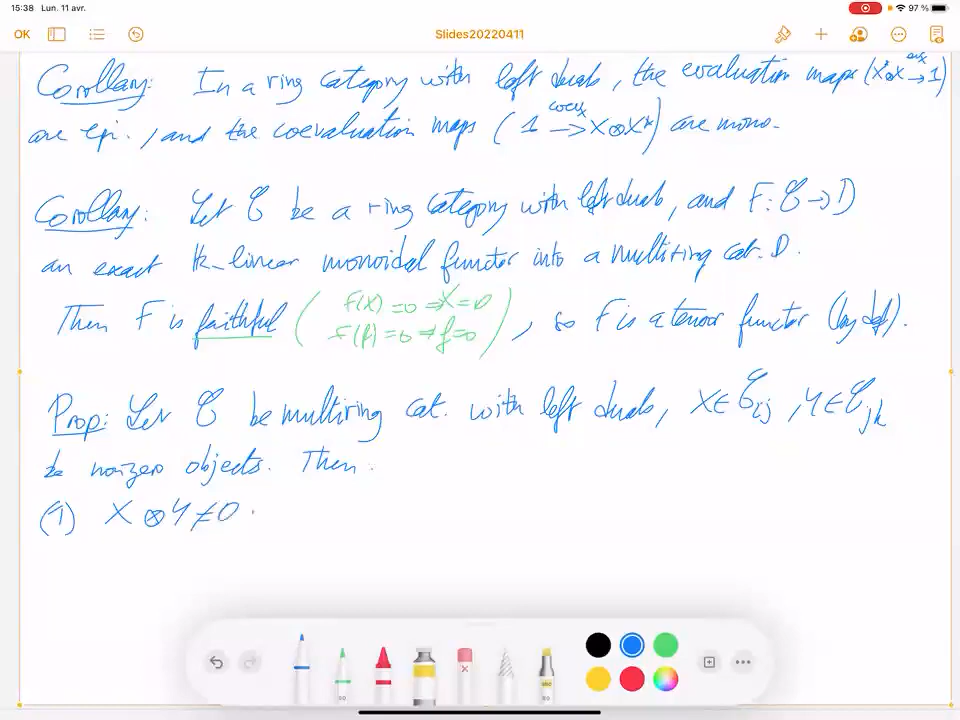 15:38 Lun. 11 avr. 97 %
OK Slides20220411
Corollary: In a ring category with left duals, the evaluation maps (X*⊗X →^{ev_X} 1)
are epi., and the coevaluation maps (1 →^{coev_X} X⊗X*) are mono.
Corollary: Let C be a ring category with left duals, and F: C → D
an exact k-linear monoidal functor into a multiring cat. D.
Then F is faithful ( F(X)=0 ⇒ X=0
F(f)=0 ⇒ f=0 ), so F is a tensor functor (by def).
Prop: Let C be multiring cat. with left duals, X ∈ C_ij, Y ∈ C_jk
be nonzero objects. Then:
(1) X ⊗ Y ≠ 0.